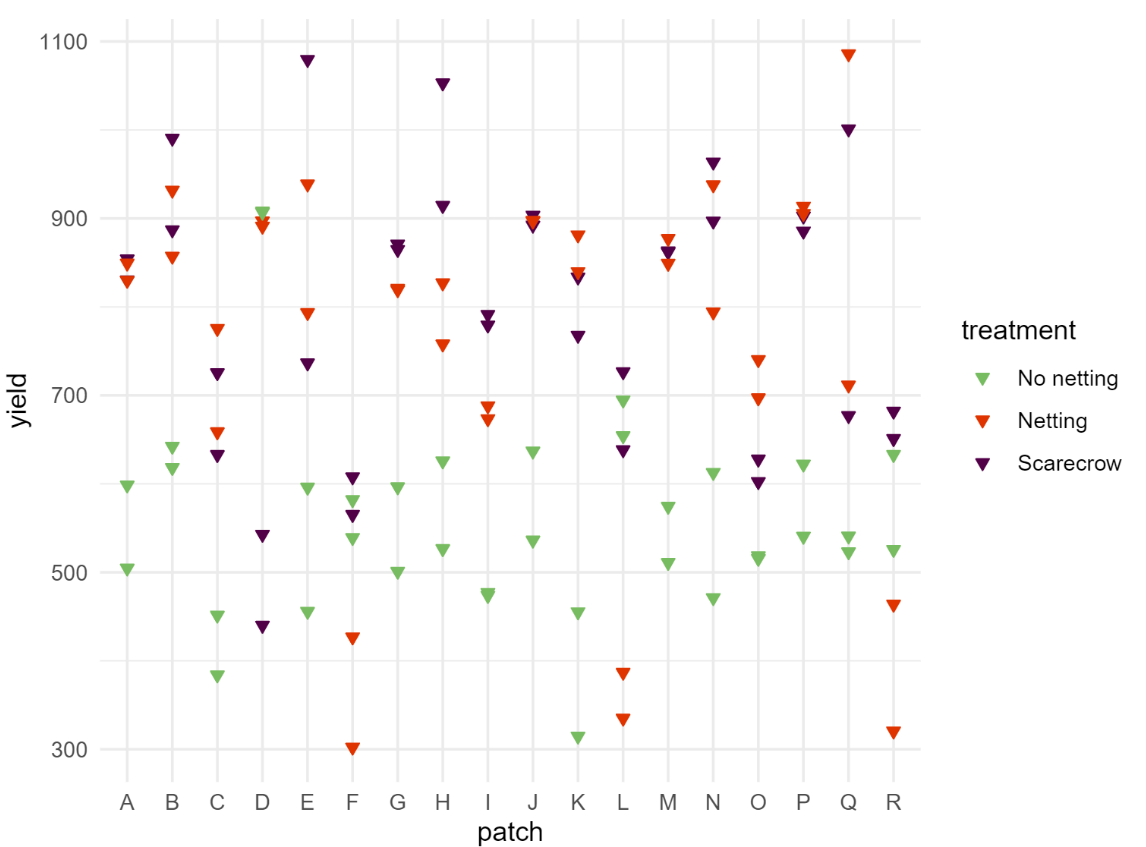 1100
900
700
500
300
yield
A B C D E F G H I J K L M N O P Q R
patch
treatment
No netting
Netting
Scarecrow